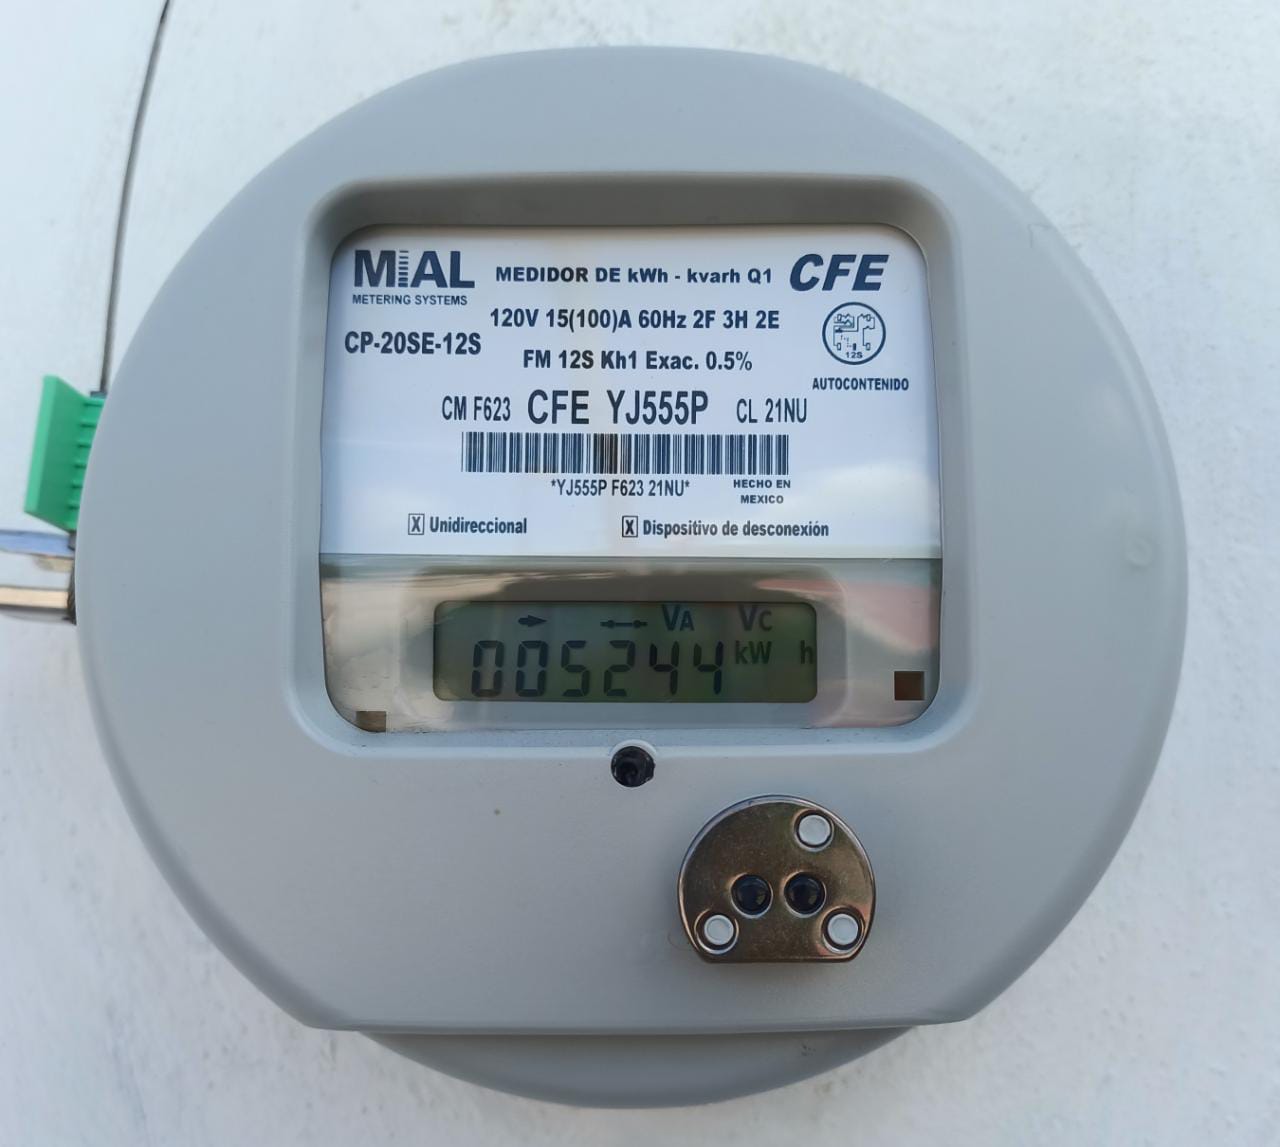 MIAL
METERING SYSTEMS
MEDIDOR DE kWh - kvarh Q1
CFE
120V 15(100)A 60Hz 2F 3H 2E
CP-20SE-12S
FM 12S Kh1 Exac. 0.5%
12S
AUTOCONTENIDO
CM F623 CFE YJ555P CL 21NU
*YJ555P F623 21NU*
HECHO EN
MEXICO
X Unidireccional
X Dispositivo de desconexión
VA VC
005244 kW h